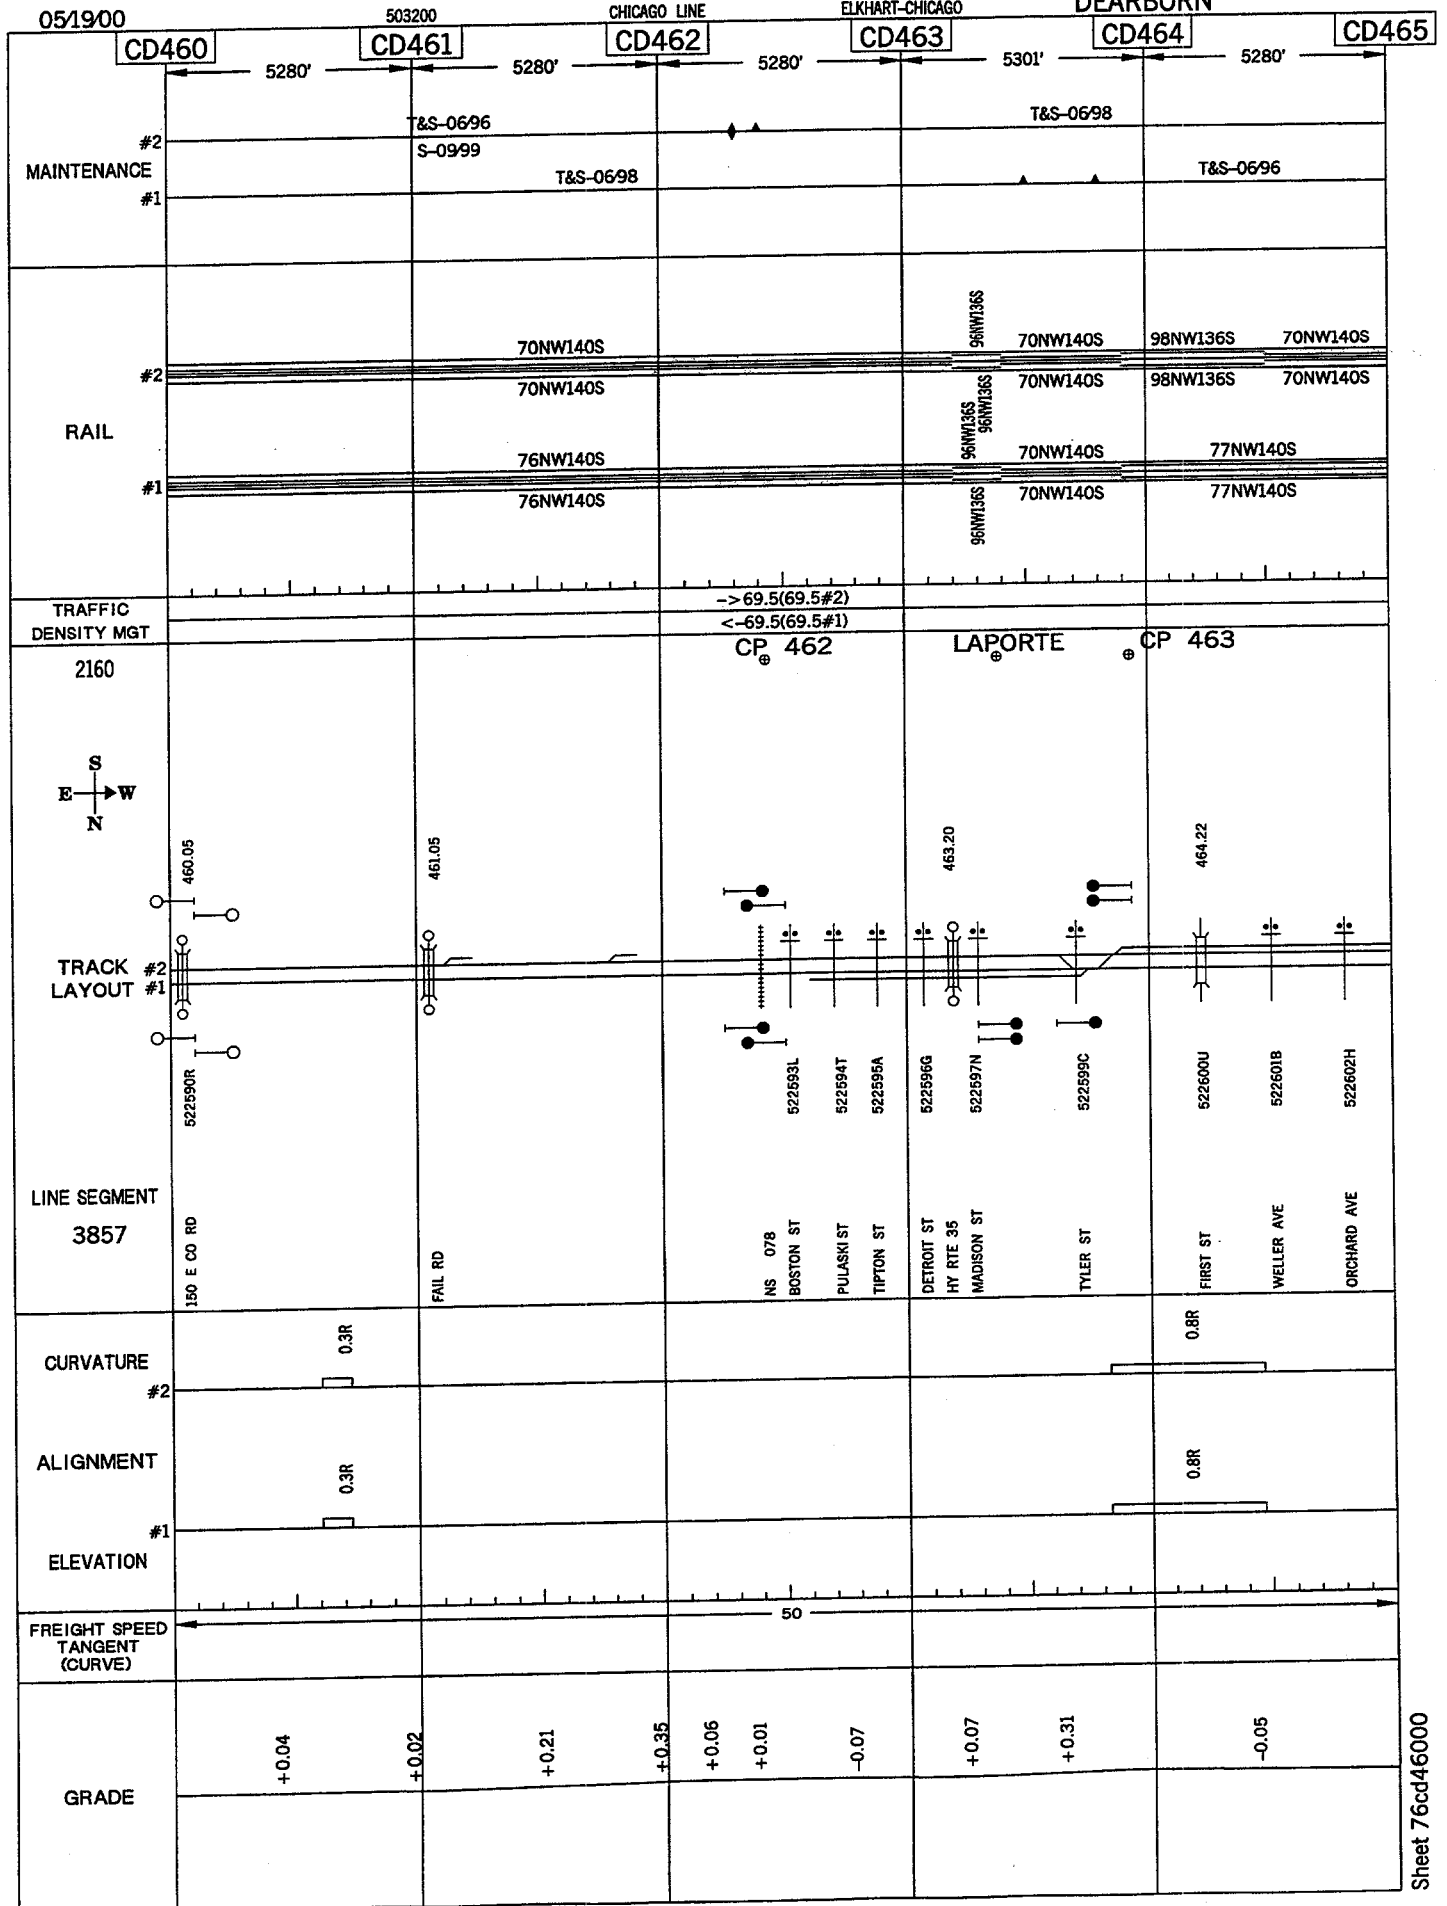 05/19/00 503200 CHICAGO LINE ELKHART-CHICAGO DEARBORN
CD460 CD461 CD462 CD463 CD464 CD465
5280' 5280' 5280' 5301' 5280'
T&S-06/96 T&S-06/98
#2
S-09/99
MAINTENANCE
T&S-06/98 T&S-06/96
#1
96NW136S
70NW140S 70NW140S 98NW136S 70NW140S
#2
70NW140S 70NW140S 98NW136S 70NW140S
96NW136S
96NW136S
RAIL
76NW140S 70NW140S 77NW140S
#1
76NW140S 70NW140S 77NW140S
96NW136S
TRAFFIC
DENSITY MGT
->69.5(69.5#2)
<-69.5(69.5#1)
2160
CP 462 LAPORTE CP 463
S
E W
N
460.05 461.05 463.20 464.22
TRACK #2
LAYOUT #1
522590R 522593L 522594T 522595A 522596G 522597N 522599C 522600U 522601B 522602H
LINE SEGMENT
3857
150 E CO RD
FAIL RD
NS 078
BOSTON ST
PULASKI ST
TIPTON ST
DETROIT ST
HY RTE 35
MADISON ST
TYLER ST
FIRST ST
WELLER AVE
ORCHARD AVE
CURVATURE
0.3R 0.8R
#2
ALIGNMENT
0.3R 0.8R
#1
ELEVATION
FREIGHT SPEED
TANGENT
(CURVE)
50
GRADE
+0.04 +0.02 +0.21 +0.35 +0.06 +0.01 -0.07 +0.07 +0.31 -0.05
Sheet 76cd46000